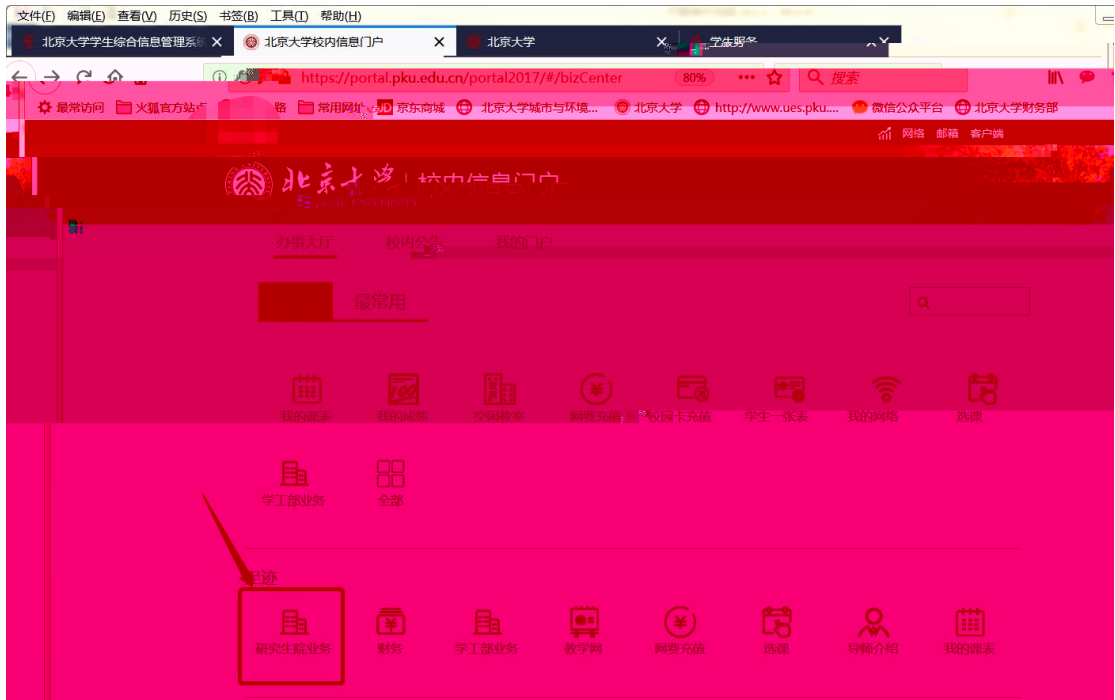 文件(F) 编辑(E) 查看(V) 历史(S) 书签(B) 工具(T) 帮助(H)
北京大学学生综合信息管理系统 北京大学校内信息门户 北京大学
https://portal.pku.edu.cn/portal2017/#/bizCenter 80% 搜索
最常访问 火狐官方站点 常用网址 京东商城 北京大学城市与环境... 北京大学 http://www.ues.pku.... 微信公众平台 北京大学财务部
网络 邮箱 客户端
北京大学 校内信息门户
PEKING UNIVERSITY
办事大厅 校内公告 我的门户
最常用
我的课表 我的成绩 空闲教室 网费充值 校园卡充值 学生一张表 我的网络 选课
学工部业务 全部
足迹
研究生院业务 财务 学工部业务 教学网 网费充值 选课 导师介绍 我的课表